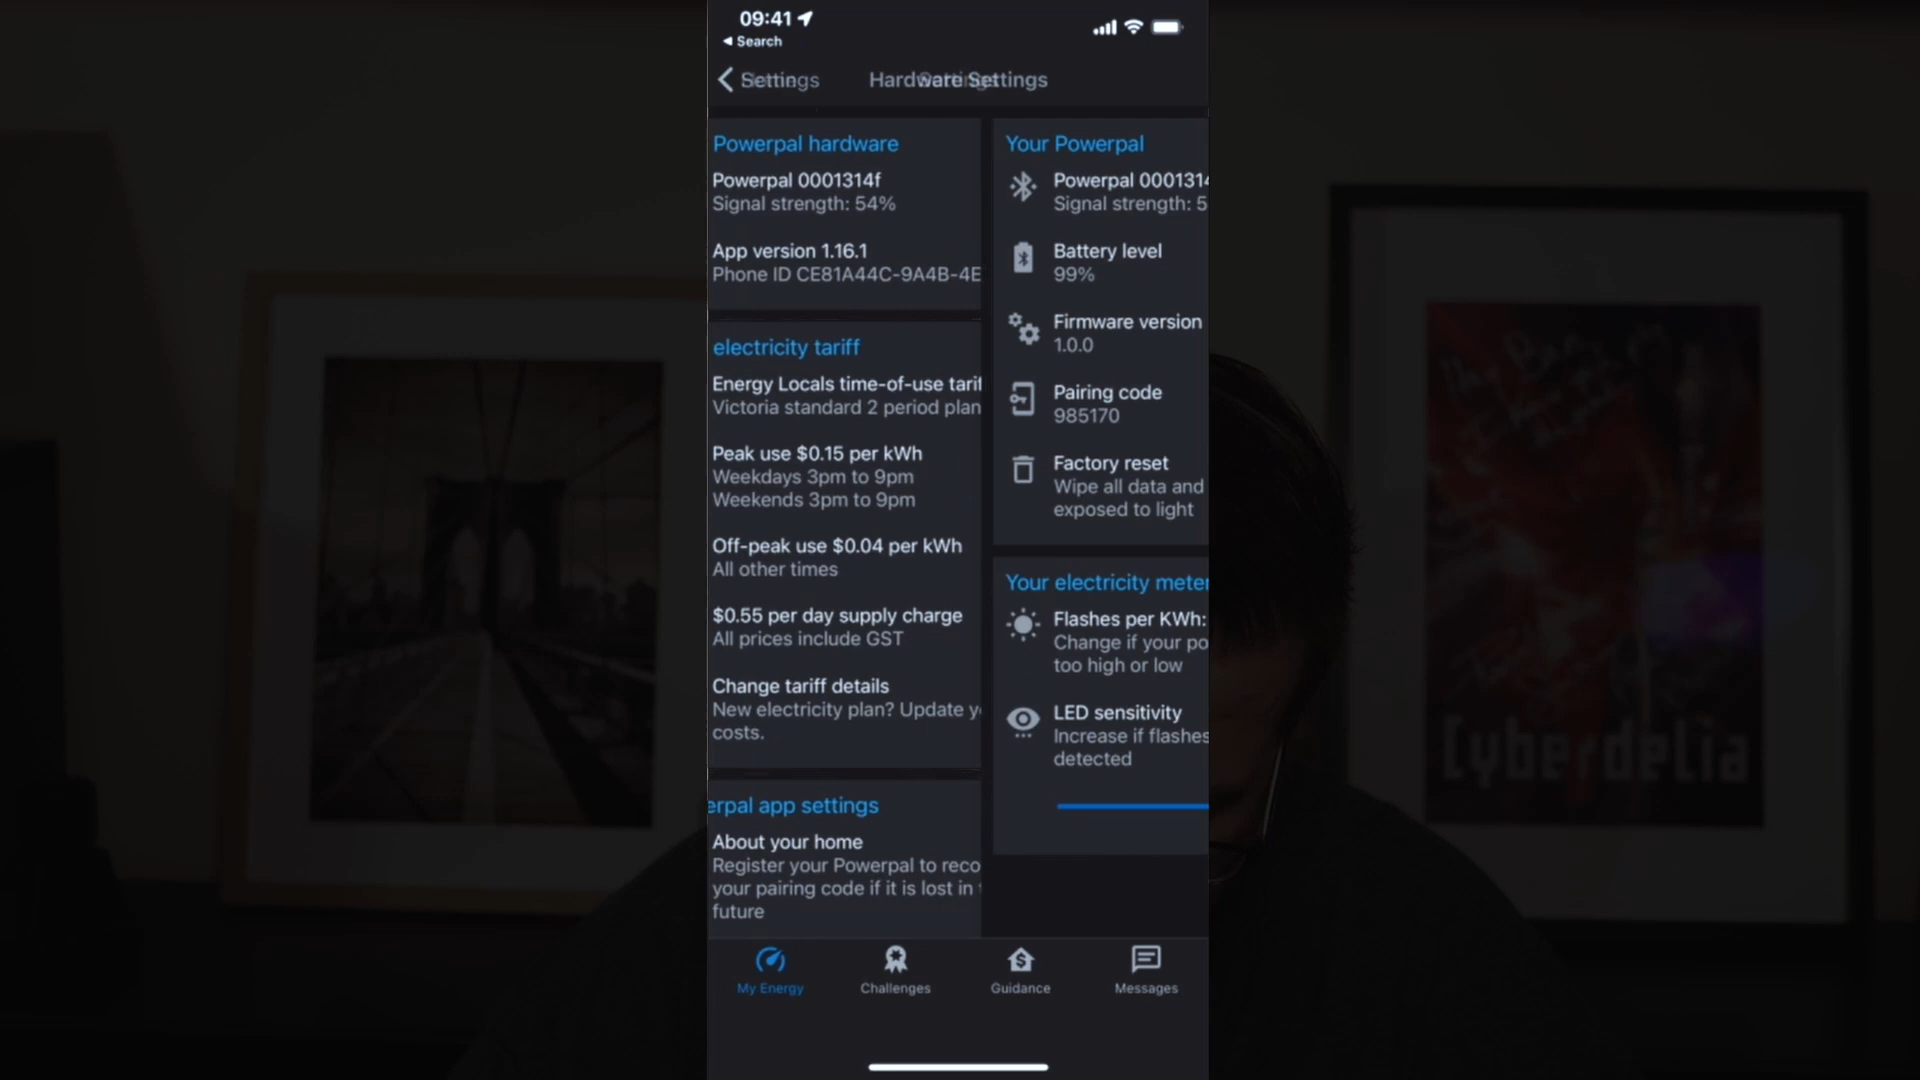 09:41
Search
Settings
Hardware Settings
Powerpal hardware
Powerpal 0001314f
Signal strength: 54%
App version 1.16.1
Phone ID CE81A44C-9A4B-4E
electricity tariff
Energy Locals time-of-use tarif
Victoria standard 2 period plan
Peak use $0.15 per kWh
Weekdays 3pm to 9pm
Weekends 3pm to 9pm
Off-peak use $0.04 per kWh
All other times
$0.55 per day supply charge
All prices include GST
Change tariff details
New electricity plan? Update y
costs.
erpal app settings
About your home
Register your Powerpal to reco
your pairing code if it is lost in
future
Your Powerpal
Powerpal 000131
Signal strength: 5
Battery level
99%
Firmware version
1.0.0
Pairing code
985170
Factory reset
Wipe all data and
exposed to light
Your electricity meter
Flashes per KWh:
Change if your po
too high or low
LED sensitivity
Increase if flashes
detected
My Energy
Challenges
Guidance
Messages
Cyberdelia